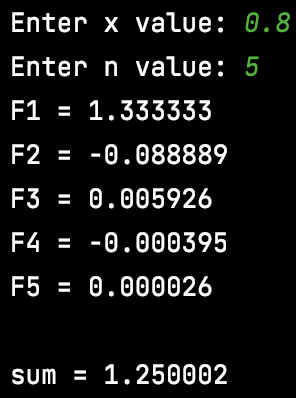 Enter x value: 0.8
Enter n value: 5
F1 = 1.333333
F2 = -0.088889
F3 = 0.005926
F4 = -0.000395
F5 = 0.000026
sum = 1.250002